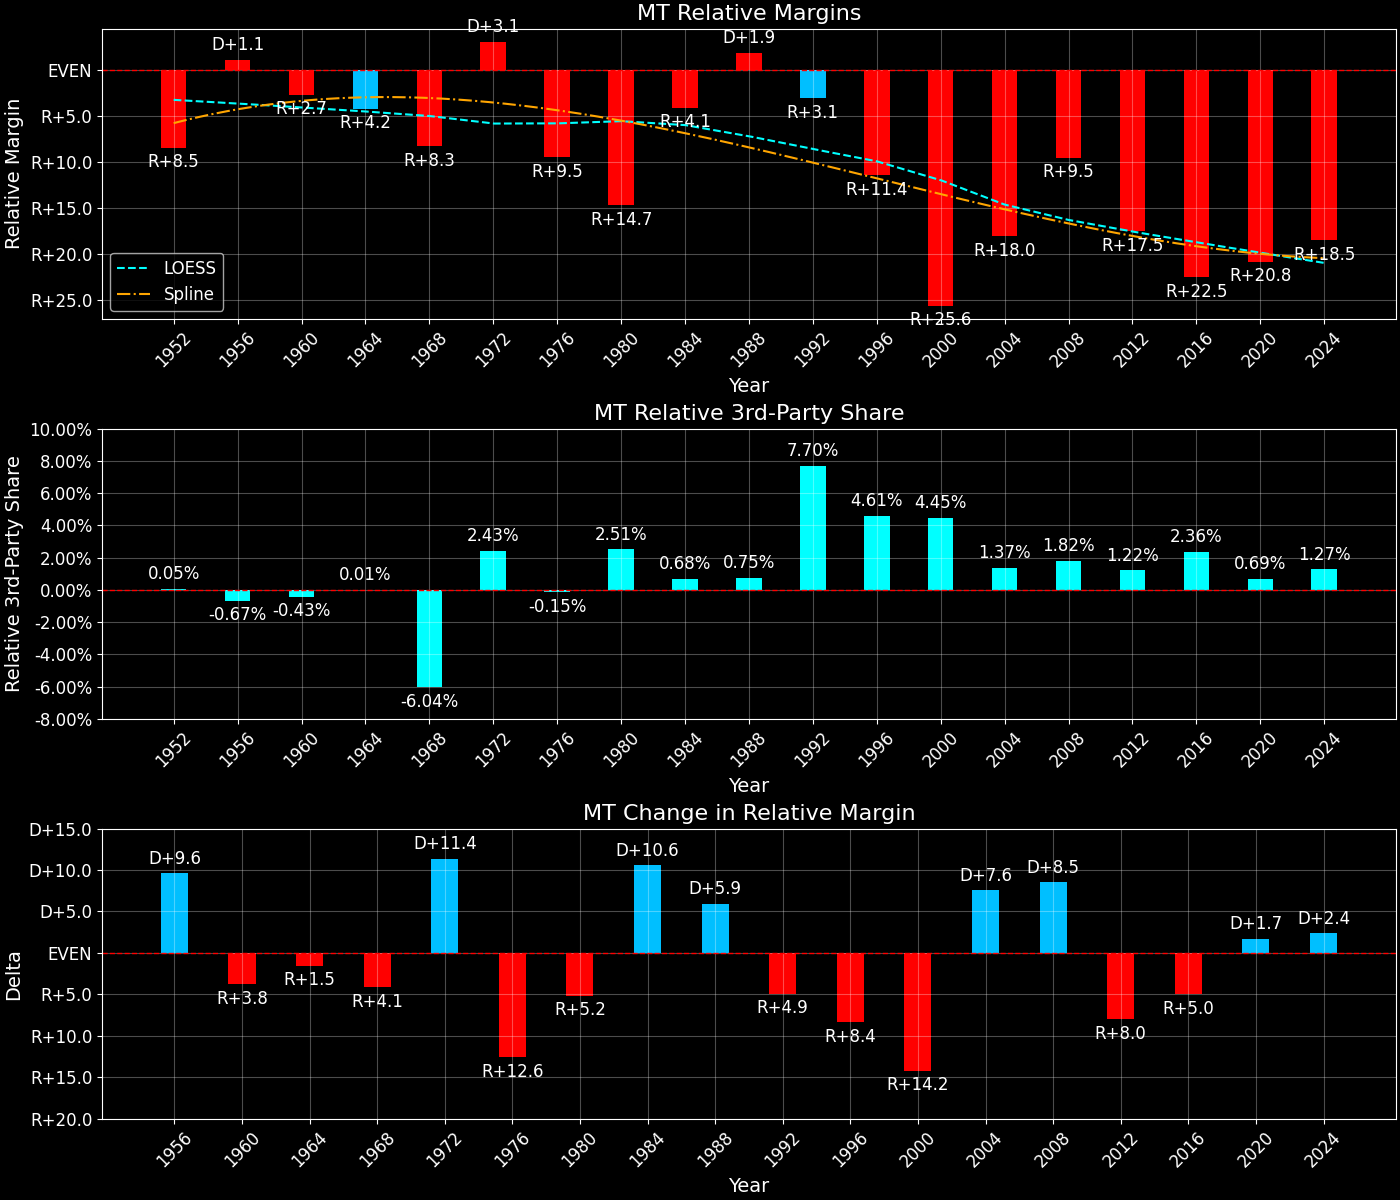 MT Relative Margins
Relative Margin
EVEN
R+5.0
R+10.0
R+15.0
R+20.0
R+25.0
R+8.5
D+1.1
R+2.7
R+4.2
R+8.3
D+3.1
R+9.5
R+14.7
R+4.1
D+1.9
R+3.1
R+11.4
R+25.6
R+18.0
R+9.5
R+17.5
R+22.5
R+20.8
R+18.5
LOESS
Spline
1952 1956 1960 1964 1968 1972 1976 1980 1984 1988 1992 1996 2000 2004 2008 2012 2016 2020 2024
Year
MT Relative 3rd-Party Share
Relative 3rd-Party Share
10.00%
8.00%
6.00%
4.00%
2.00%
0.00%
-2.00%
-4.00%
-6.00%
-8.00%
0.05%
-0.67%
-0.43%
0.01%
-6.04%
2.43%
-0.15%
2.51%
0.68%
0.75%
7.70%
4.61%
4.45%
1.37%
1.82%
1.22%
2.36%
0.69%
1.27%
1952 1956 1960 1964 1968 1972 1976 1980 1984 1988 1992 1996 2000 2004 2008 2012 2016 2020 2024
Year
MT Change in Relative Margin
Delta
D+15.0
D+10.0
D+5.0
EVEN
R+5.0
R+10.0
R+15.0
R+20.0
D+9.6
R+3.8
R+1.5
R+4.1
D+11.4
R+12.6
R+5.2
D+10.6
D+5.9
R+4.9
R+8.4
R+14.2
D+7.6
D+8.5
R+8.0
R+5.0
D+1.7
D+2.4
1956 1960 1964 1968 1972 1976 1980 1984 1988 1992 1996 2000 2004 2008 2012 2016 2020 2024
Year